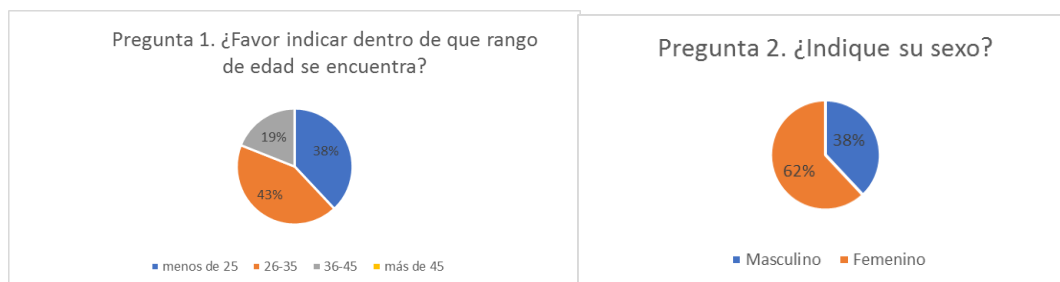 Pregunta 1. ¿Favor indicar dentro de que rango
de edad se encuentra?
19%
38%
43%
menos de 25 26-35 36-45 más de 45
Pregunta 2. ¿Indique su sexo?
38%
62%
Masculino Femenino